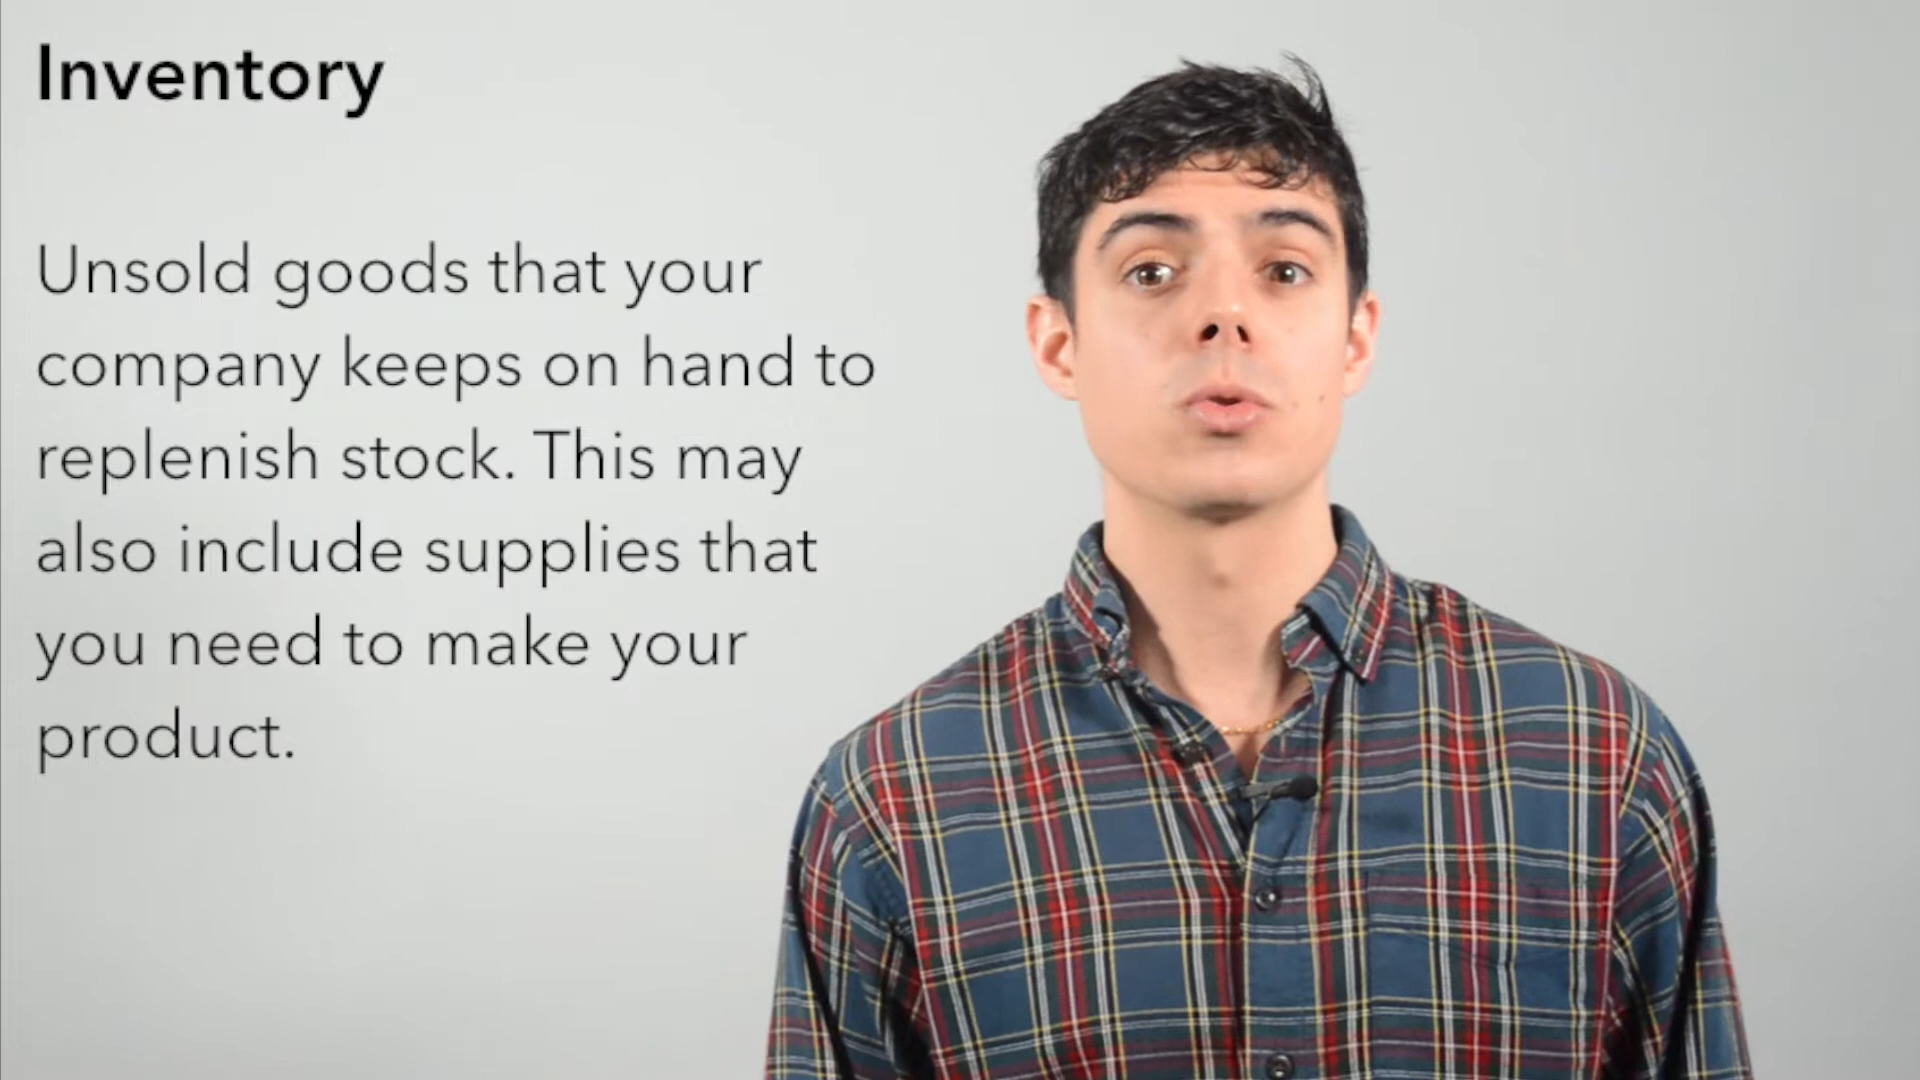 Inventory
Unsold goods that your
company keeps on hand to
replenish stock. This may
also include supplies that
you need to make your
product.